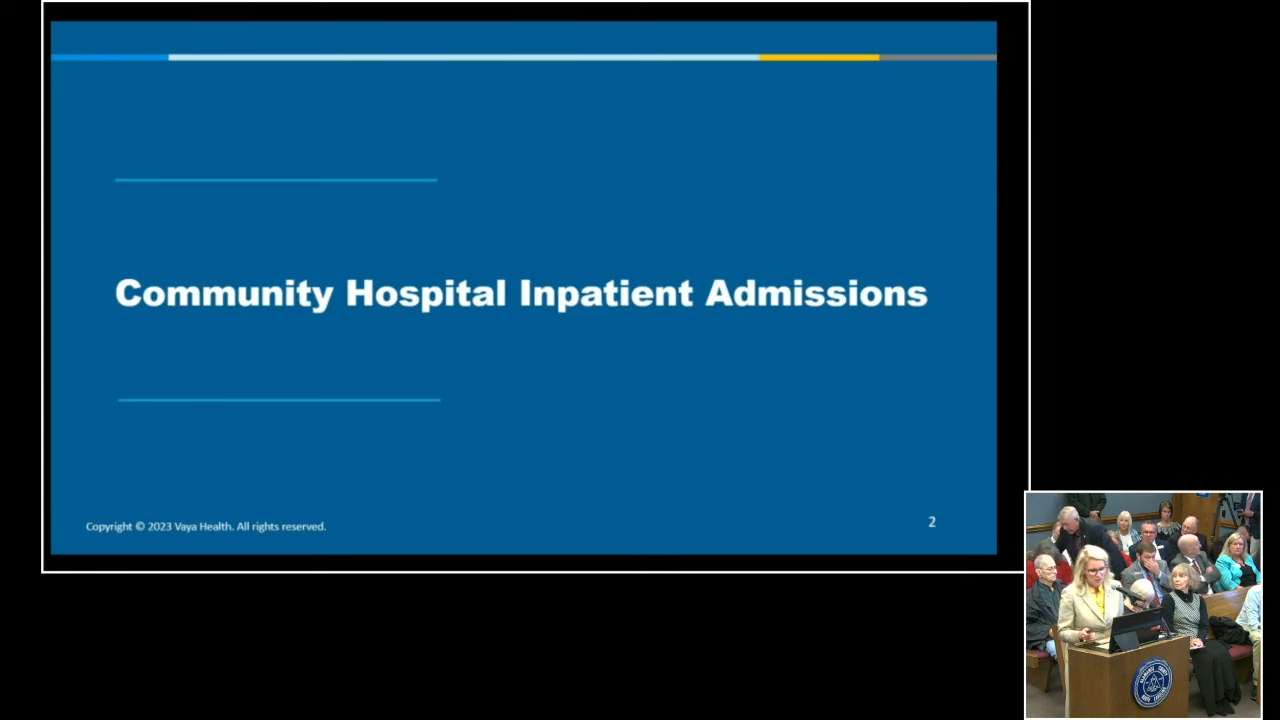 Community Hospital Inpatient Admissions
Copyright © 2023 Vaya Health. All rights reserved.
2